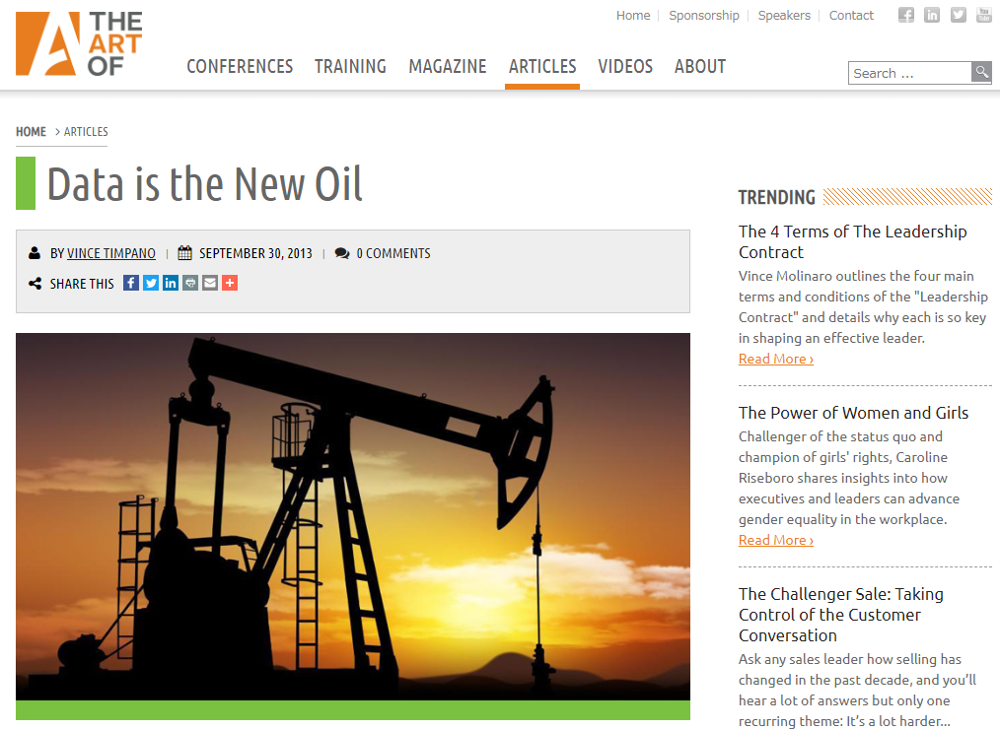 THE
ART
OF
Home
Sponsorship
Speakers
Contact
You
Tube
CONFERENCES
TRAINING
MAGAZINE
ARTICLES
VIDEOS
ABOUT
Search ...
HOME > ARTICLES
Data is the New Oil
BY VINCE TIMPANO | SEPTEMBER 30, 2013 | 0 COMMENTS
SHARE THIS
TRENDING
The 4 Terms of The Leadership
Contract
Vince Molinaro outlines the four main
terms and conditions of the "Leadership
Contract" and details why each is so key
in shaping an effective leader.
Read More ›
The Power of Women and Girls
Challenger of the status quo and
champion of girls' rights, Caroline
Riseboro shares insights into how
executives and leaders can advance
gender equality in the workplace.
Read More ›
The Challenger Sale: Taking
Control of the Customer
Conversation
Ask any sales leader how selling has
changed in the past decade, and you’ll
hear a lot of answers but only one
recurring theme: It’s a lot harder...